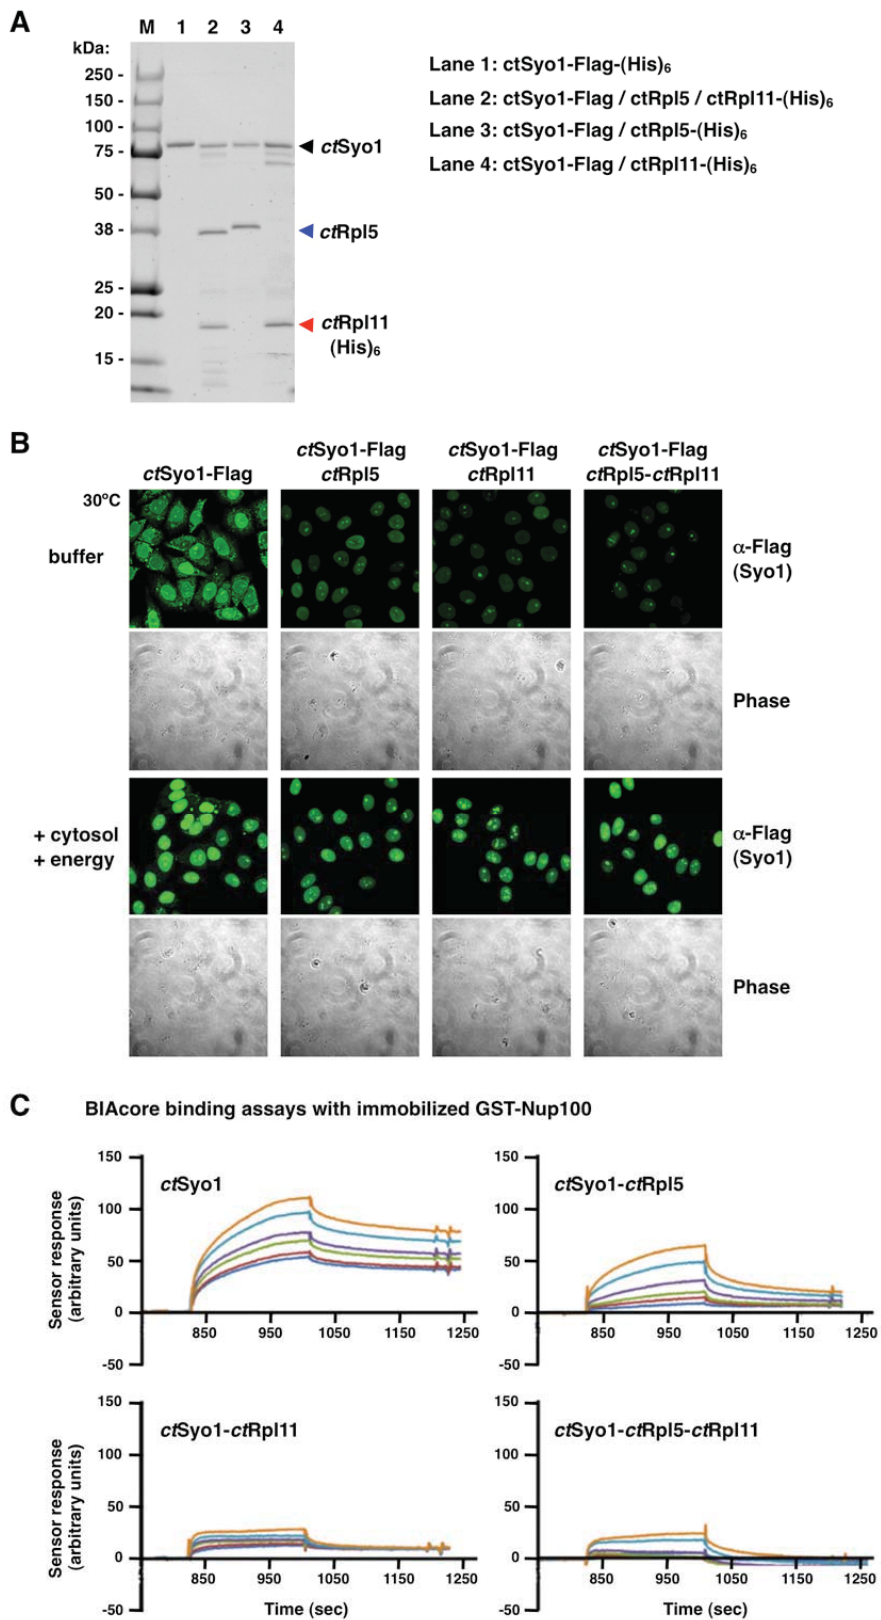 A
M 1 2 3 4
kDa:
250 -
150 -
100 -
75 -
50 -
38 -
25 -
20 -
15 -
ctSyo1
ctRpl5
ctRpl11
(His)6
Lane 1: ctSyo1-Flag-(His)6
Lane 2: ctSyo1-Flag / ctRpl5 / ctRpl11-(His)6
Lane 3: ctSyo1-Flag / ctRpl5-(His)6
Lane 4: ctSyo1-Flag / ctRpl11-(His)6
B
ctSyo1-Flag
ctSyo1-Flag
ctRpl5
ctSyo1-Flag
ctRpl11
ctSyo1-Flag
ctRpl5-ctRpl11
30ºC
buffer
α-Flag
(Syo1)
Phase
+ cytosol
+ energy
α-Flag
(Syo1)
Phase
C
BIAcore binding assays with immobilized GST-Nup100
Sensor response
(arbitrary units)
150
100
50
0
-50
ctSyo1
850 950 1050 1150 1250
150
100
50
0
-50
ctSyo1-ctRpl5
850 950 1050 1150 1250
Sensor response
(arbitrary units)
150
100
50
0
-50
ctSyo1-ctRpl11
850 950 1050 1150 1250
Time (sec)
150
100
50
0
-50
ctSyo1-ctRpl5-ctRpl11
850 950 1050 1150 1250
Time (sec)